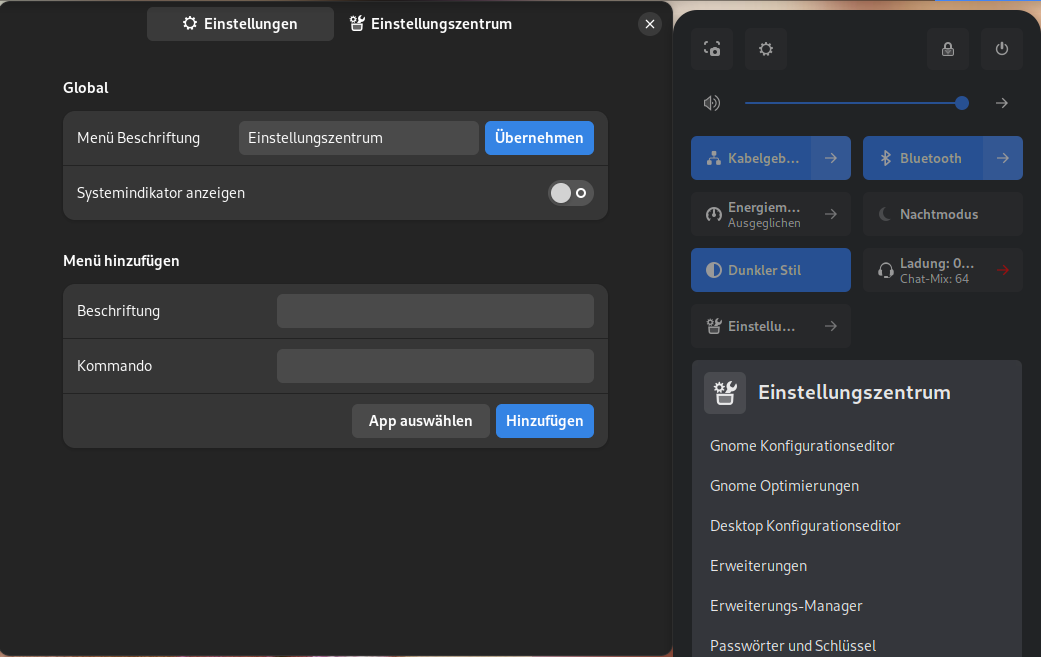 Einstellungen
Einstellungszentrum
Global
Menü Beschriftung
Einstellungszentrum
Übernehmen
Systemindikator anzeigen
Menü hinzufügen
Beschriftung
Kommando
App auswählen
Hinzufügen
Kabelgeb...
Bluetooth
Energiem...
Ausgeglichen
Nachtmodus
Dunkler Stil
Ladung: 0...
Chat-Mix: 64
Einstellu...
Einstellungszentrum
Gnome Konfigurationseditor
Gnome Optimierungen
Desktop Konfigurationseditor
Erweiterungen
Erweiterungs-Manager
Passwörter und Schlüssel